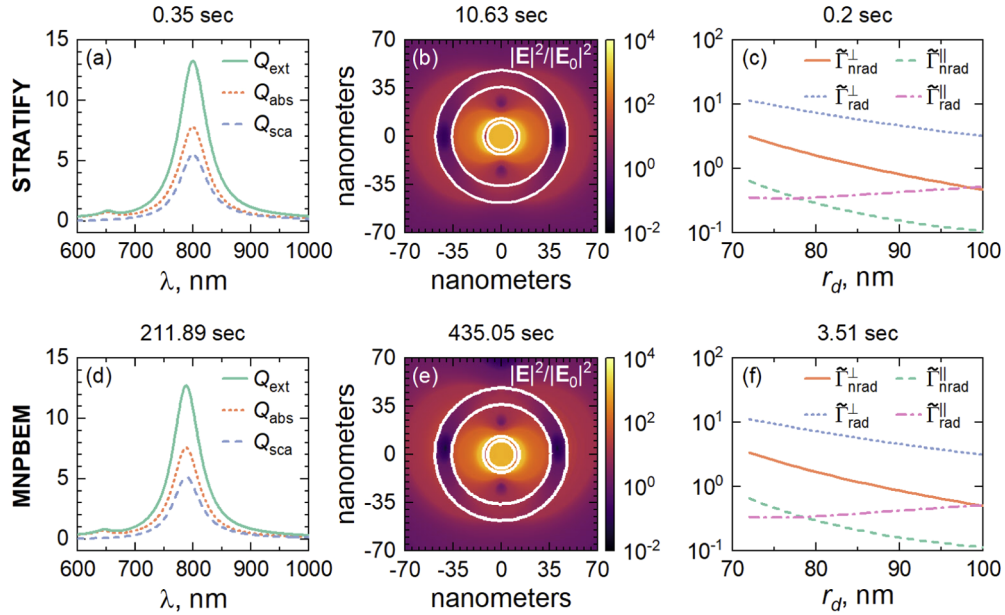 0.35 sec
10.63 sec
0.2 sec
STRATIFY
(a)
Q_ext
Q_abs
Q_sca
15
10
5
0
600 700 800 900 1000
λ, nm
(b)
|E|²/|E₀|²
nanometers
70
35
0
-35
-70
-70 -35 0 35 70
nanometers
10⁴
10²
10⁰
10⁻²
(c)
Γ̃⊥nrad
Γ̃∥nrad
Γ̃⊥rad
Γ̃∥rad
10²
10¹
10⁰
10⁻¹
70 80 90 100
r_d, nm
211.89 sec
435.05 sec
3.51 sec
MNPBEM
(d)
Q_ext
Q_abs
Q_sca
15
10
5
0
600 700 800 900 1000
λ, nm
(e)
|E|²/|E₀|²
nanometers
70
35
0
-35
-70
-70 -35 0 35 70
nanometers
10⁴
10²
10⁰
10⁻²
(f)
Γ̃⊥nrad
Γ̃∥nrad
Γ̃⊥rad
Γ̃∥rad
10²
10¹
10⁰
10⁻¹
70 80 90 100
r_d, nm